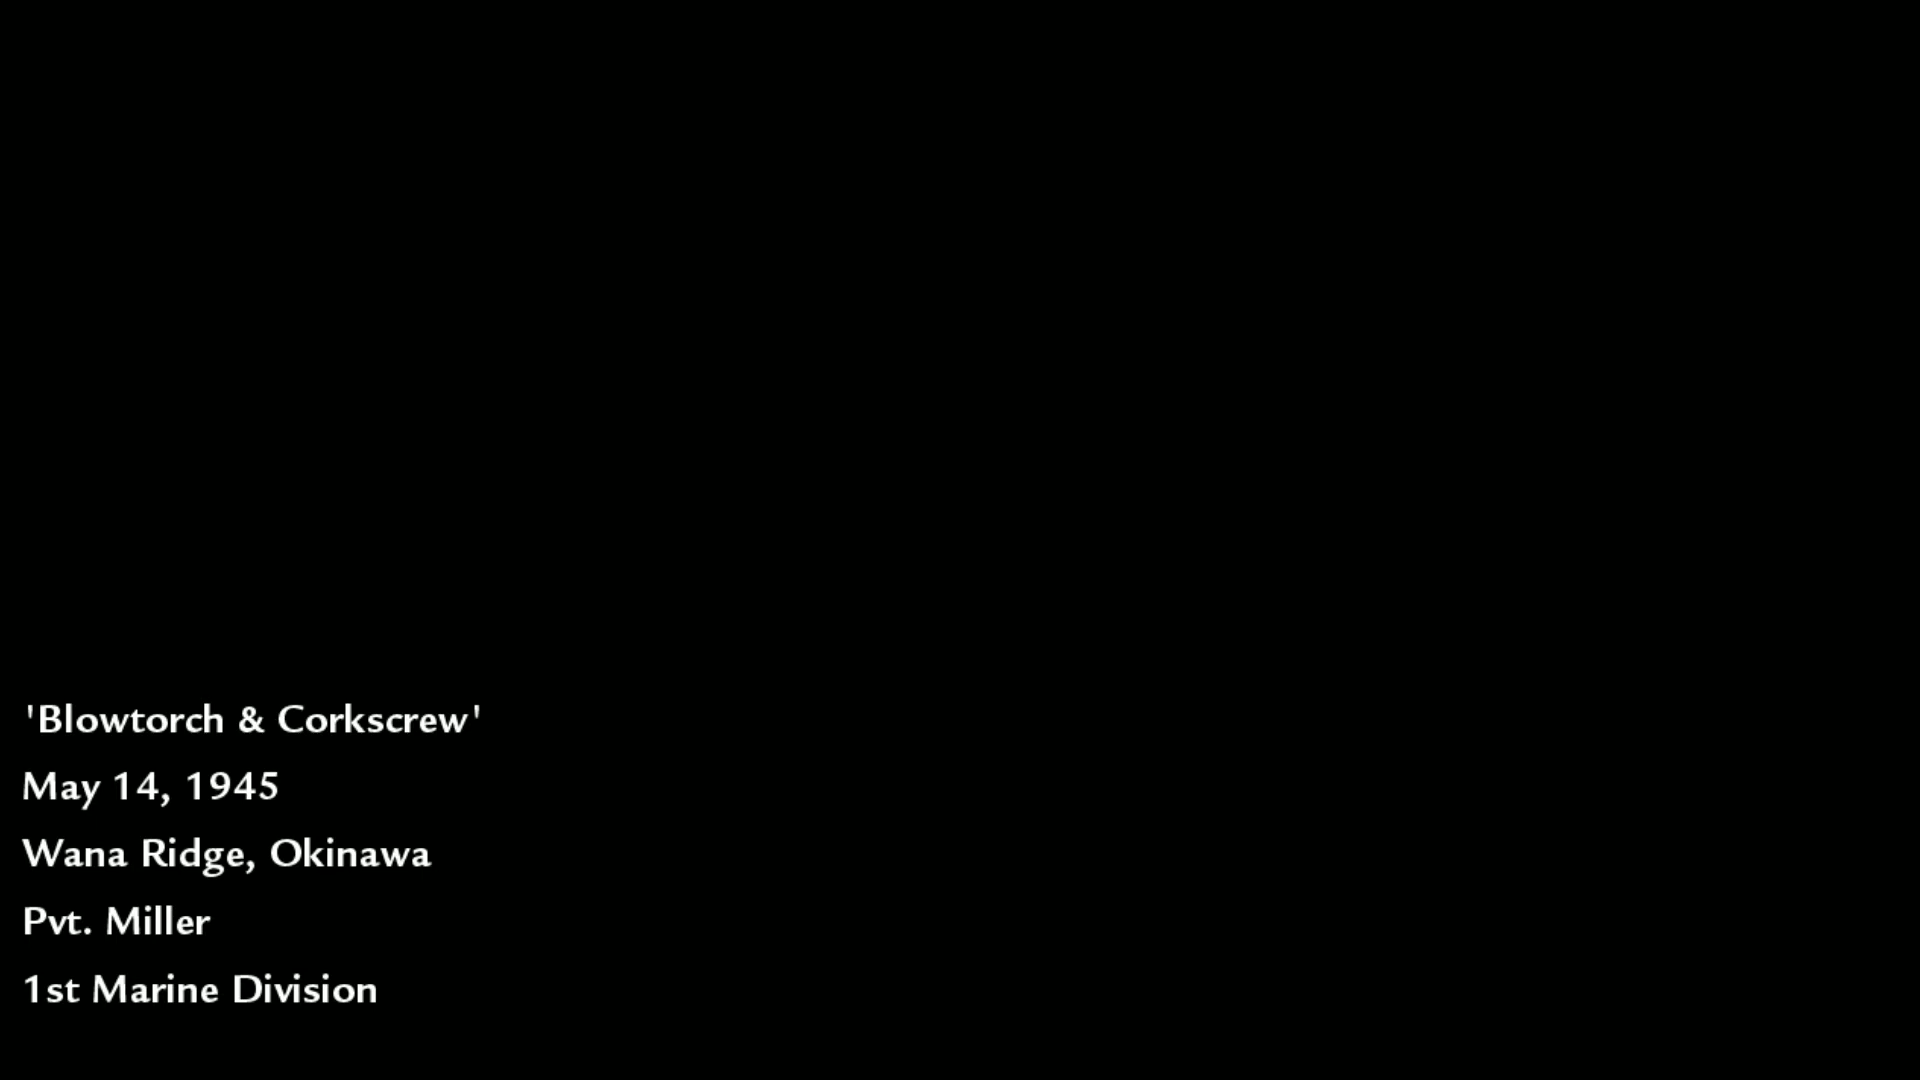 'Blowtorch & Corkscrew'
May 14, 1945
Wana Ridge, Okinawa
Pvt. Miller
1st Marine Division